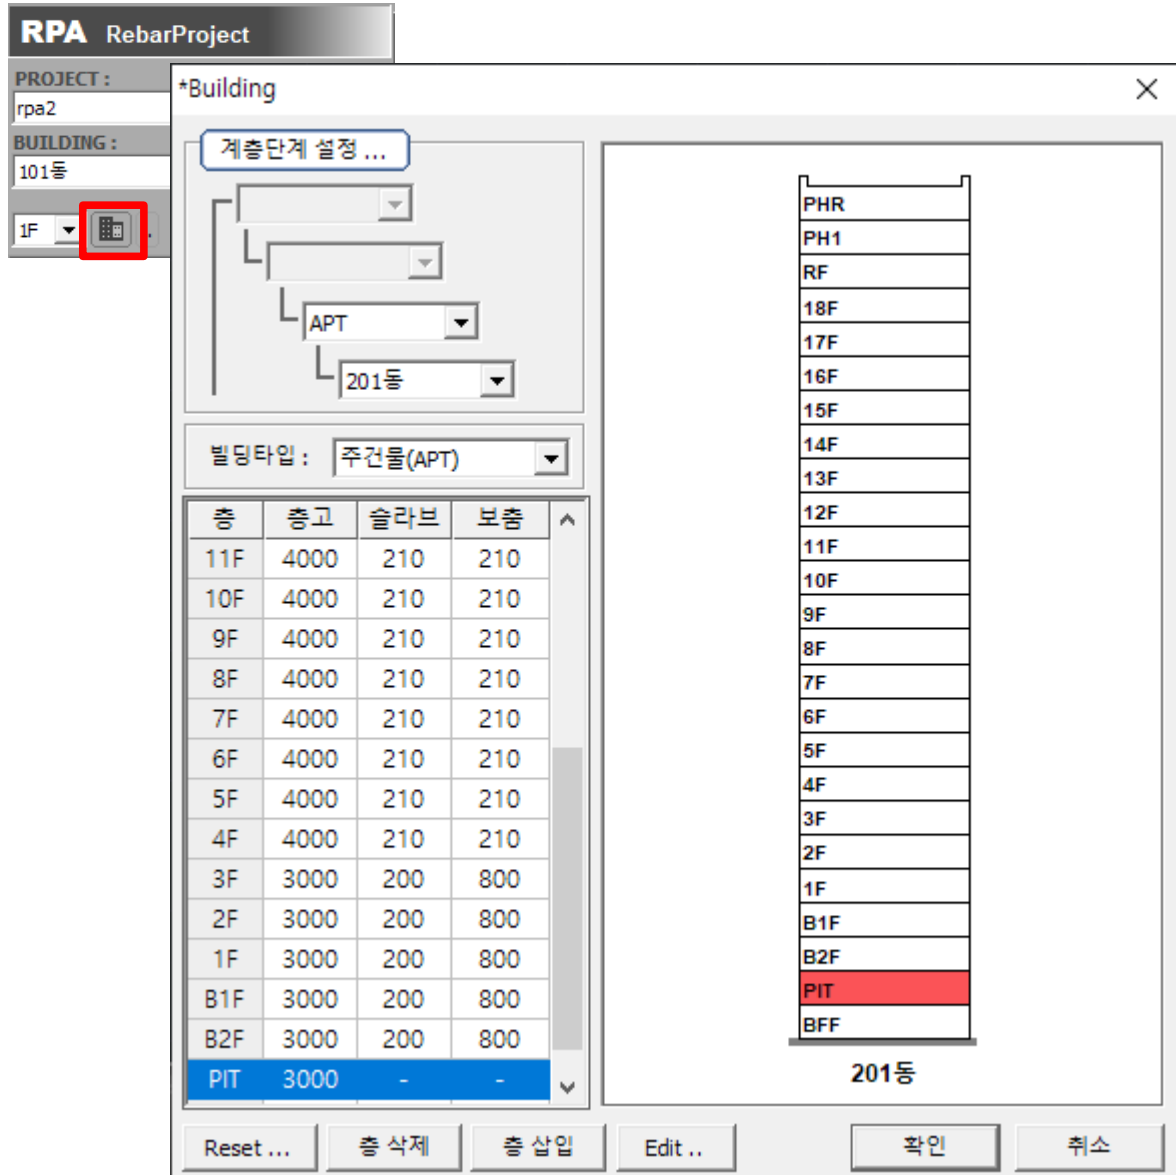 RPA RebarProject
PROJECT :
rpa2
BUILDING :
101동
1F
*Building
계층단계 설정 ...
APT
201동
빌딩타입 : 주건물(APT)
층 층고 슬라브 보춤
11F 4000 210 210
10F 4000 210 210
9F 4000 210 210
8F 4000 210 210
7F 4000 210 210
6F 4000 210 210
5F 4000 210 210
4F 4000 210 210
3F 3000 200 800
2F 3000 200 800
1F 3000 200 800
B1F 3000 200 800
B2F 3000 200 800
PIT 3000 - -
PHR
PH1
RF
18F
17F
16F
15F
14F
13F
12F
11F
10F
9F
8F
7F
6F
5F
4F
3F
2F
1F
B1F
B2F
PIT
BFF
201동
Reset ... 층 삭제 층 삽입 Edit .. 확인 취소